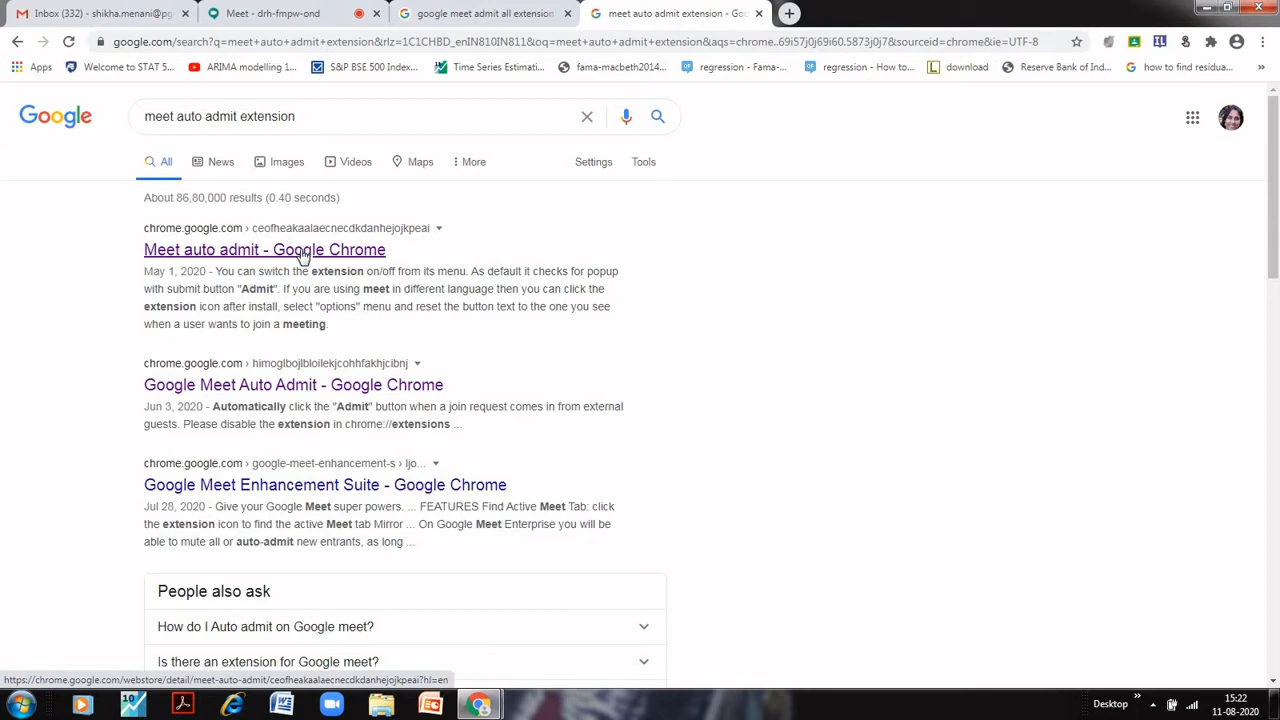 Inbox (332) - shikha.menani@pg
Meet - drh-fmpw-ond
google meet admit all extension
meet auto admit extension - Goo
google.com/search?q=meet+auto+admit+extension&rlz=1C1CHBD_enIN810IN811&oq=meet+auto+admit+extension&aqs=chrome..69i57j0j69i60.5873j0j7&sourceid=chrome&ie=UTF-8
Apps
Welcome to STAT 5...
ARIMA modelling 1...
S&P BSE 500 Index...
Time Series Estimati...
fama-macbeth2014...
regression - Fama-...
regression - How to...
download
Reserve Bank of Ind...
how to find residua...
»
Google
meet auto admit extension
All
News
Images
Videos
Maps
More
Settings
Tools
About 86,80,000 results (0.40 seconds)
chrome.google.com › ceofheakaalaecnecdkdanhejojkpeai
Meet auto admit - Google Chrome
May 1, 2020 - You can switch the extension on/off from its menu. As default it checks for popup
with submit button "Admit". If you are using meet in different language then you can click the
extension icon after install, select "options" menu and reset the button text to the one you see
when a user wants to join a meeting.
chrome.google.com › himoglbojlbloilekjcohhfakhjcibnj
Google Meet Auto Admit - Google Chrome
Jun 3, 2020 - Automatically click the "Admit" button when a join request comes in from external
guests. Please disable the extension in chrome://extensions ...
chrome.google.com › google-meet-enhancement-s › ljo...
Google Meet Enhancement Suite - Google Chrome
Jul 28, 2020 - Give your Google Meet super powers. ... FEATURES Find Active Meet Tab: click
the extension icon to find the active Meet tab Mirror ... On Google Meet Enterprise you will be
able to mute all or auto-admit new entrants, as long ...
People also ask
How do I Auto admit on Google meet?
Is there an extension for Google meet?
https://chrome.google.com/webstore/detail/meet-auto-admit/ceofheakaalaecnecdkdanhejojkpeai?hl=en
Desktop
»
15:22
11-08-2020